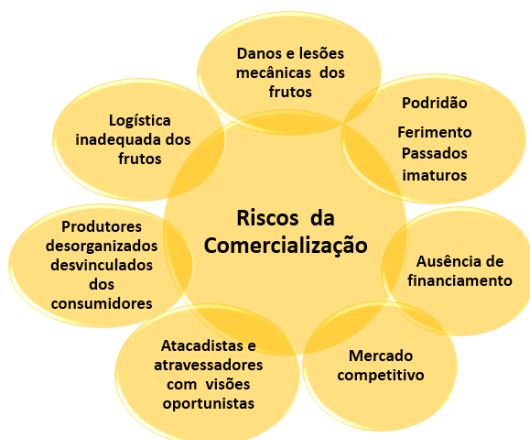 Danos e lesões
mecânicas dos
frutos
Podridão
Ferimento
Passados
imaturos
Ausência de
financiamento
Mercado
competitivo
Atacadistas e
atravessadores
com visões
oportunistas
Produtores
desorganizados
desvinculados
dos
consumidores
Logística
inadequada dos
frutos
Riscos da
Comercialização